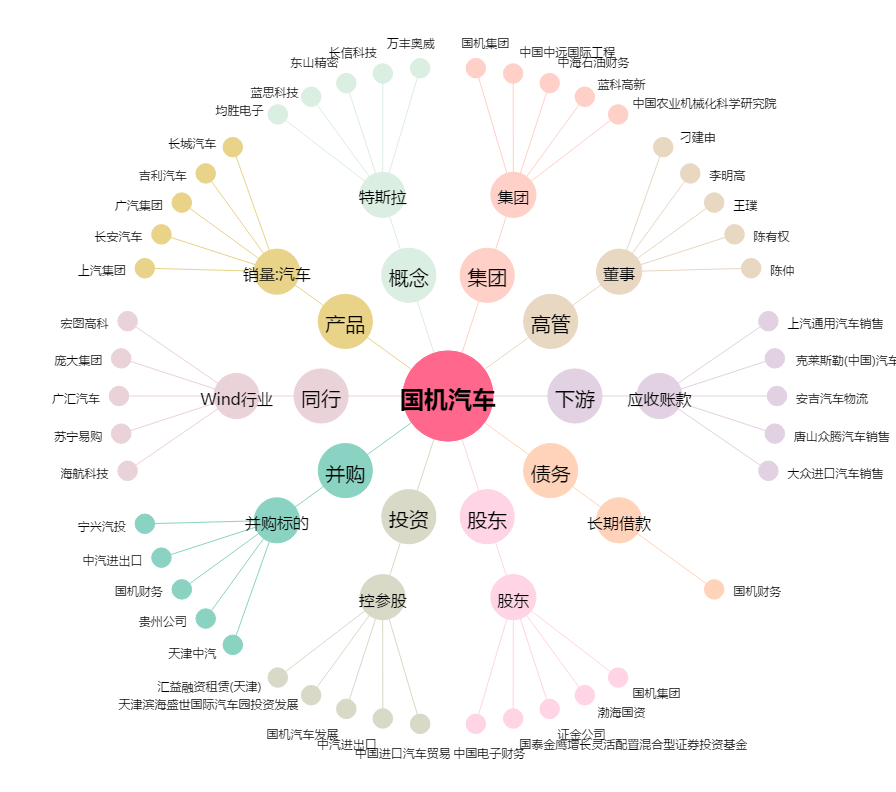 万丰奥威
国机集团
长信科技
中国中远国际工程
东山精密
中海石油财务
蓝思科技
蓝科高新
均胜电子
中国农业机械化科学研究院
长城汽车
刁建申
吉利汽车
李明高
特斯拉
集团
广汽集团
王璞
长安汽车
陈有权
上汽集团
销量:汽车
概念
集团
董事
陈仲
宏图高科
产品
高管
上汽通用汽车销售
庞大集团
克莱斯勒(中国)汽车
广汇汽车
Wind行业
同行
国机汽车
下游
应收账款
安吉汽车物流
苏宁易购
唐山众腾汽车销售
海航科技
并购
债务
大众进口汽车销售
宁兴汽投
并购标的
投资
股东
长期借款
中汽进出口
国机财务
国机财务
贵州公司
控参股
股东
天津中汽
汇益融资租赁(天津)
国机集团
天津滨海盛世国际汽车园投资发展
渤海国资
国机汽车发展
证金公司
中汽进出口
国泰金鹰增长灵活配置混合型证券投资基金
中国进口汽车贸易
中国电子财务